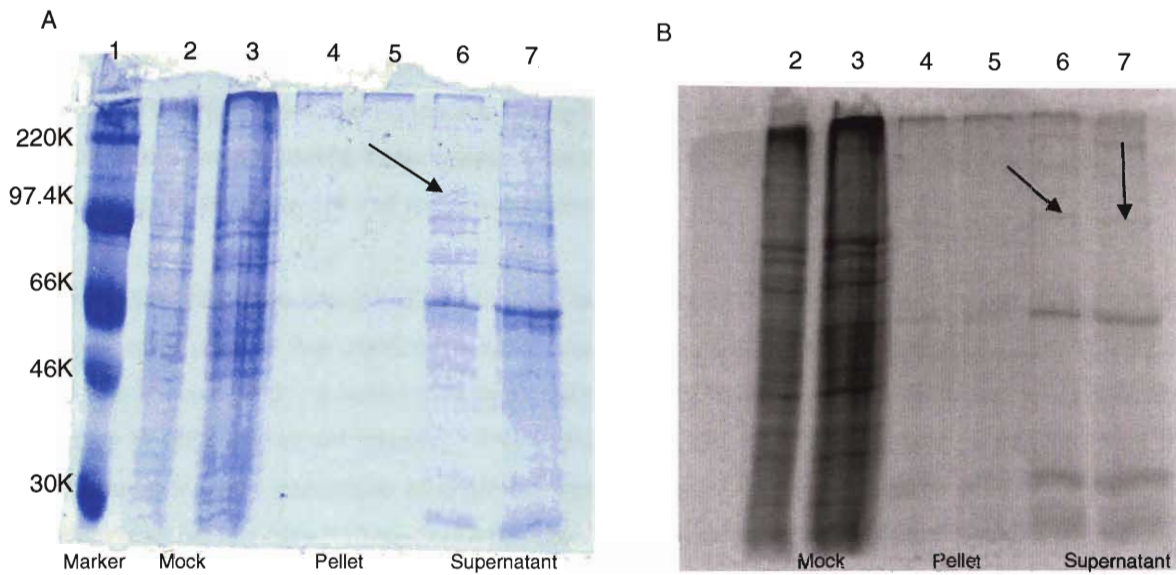 A
B
1 2 3 4 5 6 7
2 3 4 5 6 7
220K
97.4K
66K
46K
30K
Marker Mock Pellet Supernatant
Mock Pellet Supernatant